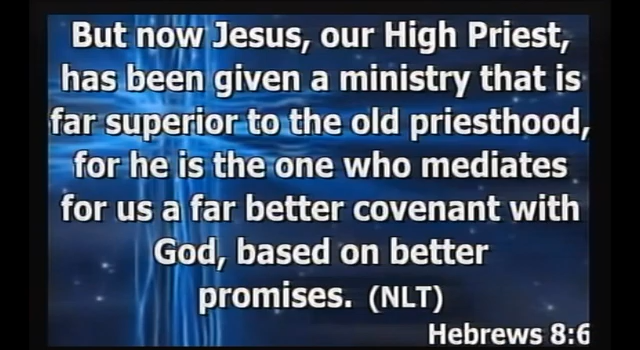 But now Jesus, our High Priest,
has been given a ministry that is
far superior to the old priesthood,
for he is the one who mediates
for us a far better covenant with
God, based on better
promises. (NLT)
Hebrews 8:6